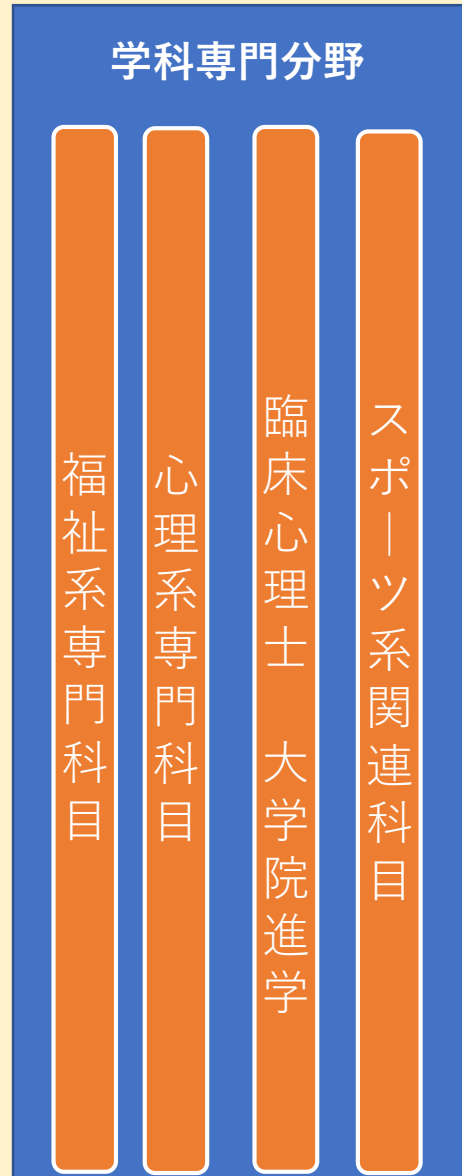 学科専門分野
福祉系専門科目
心理系専門科目
臨床心理士　大学院進学
スポーツ系関連科目